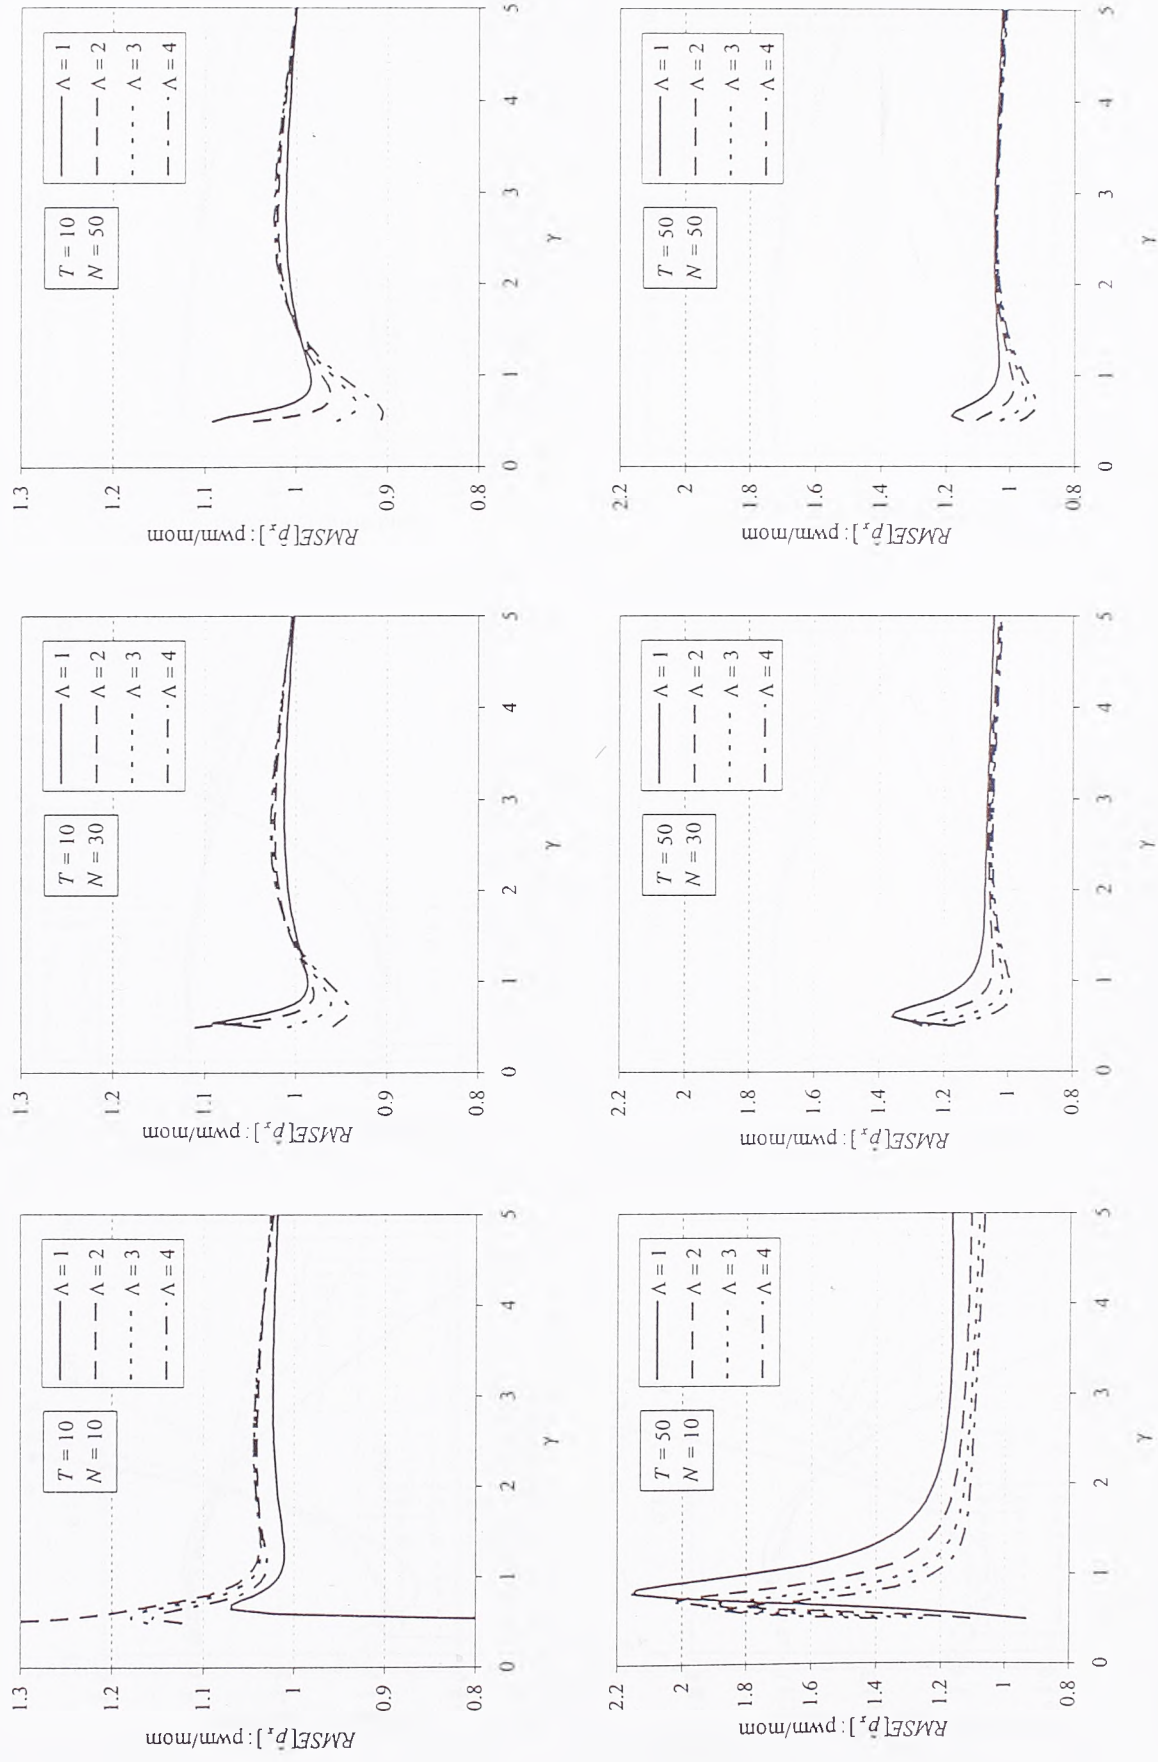 RMSE[p̂ₓ]: pwm/mom
1.3
1.2
1.1
1
0.9
0.8
T = 10
N = 10
Λ = 1
Λ = 2
Λ = 3
Λ = 4
0 1 2 3 4 5
γ
RMSE[p̂ₓ]: pwm/mom
1.3
1.2
1.1
1
0.9
0.8
T = 10
N = 30
Λ = 1
Λ = 2
Λ = 3
Λ = 4
0 1 2 3 4 5
γ
RMSE[p̂ₓ]: pwm/mom
1.3
1.2
1.1
1
0.9
0.8
T = 10
N = 50
Λ = 1
Λ = 2
Λ = 3
Λ = 4
0 1 2 3 4 5
γ
RMSE[p̂ₓ]: pwm/mom
2.2
2
1.8
1.6
1.4
1.2
1
0.8
T = 50
N = 10
Λ = 1
Λ = 2
Λ = 3
Λ = 4
0 1 2 3 4 5
γ
RMSE[p̂ₓ]: pwm/mom
2.2
2
1.8
1.6
1.4
1.2
1
0.8
T = 50
N = 30
Λ = 1
Λ = 2
Λ = 3
Λ = 4
0 1 2 3 4 5
γ
RMSE[p̂ₓ]: pwm/mom
2.2
2
1.8
1.6
1.4
1.2
1
0.8
T = 50
N = 50
Λ = 1
Λ = 2
Λ = 3
Λ = 4
0 1 2 3 4 5
γ